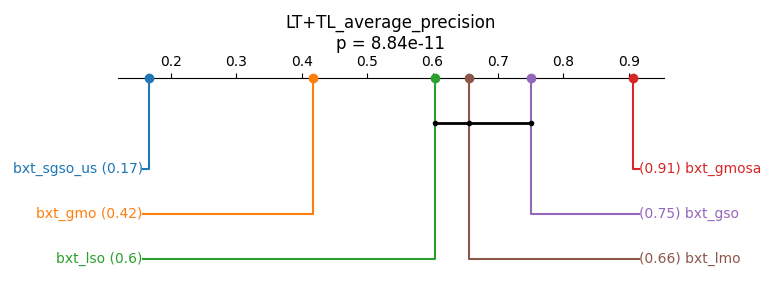 LT+TL_average_precision
p = 8.84e-11
0.2 0.3 0.4 0.5 0.6 0.7 0.8 0.9
bxt_sgso_us (0.17)
(0.91) bxt_gmosa
bxt_gmo (0.42)
(0.75) bxt_gso
bxt_lso (0.6)
(0.66) bxt_lmo